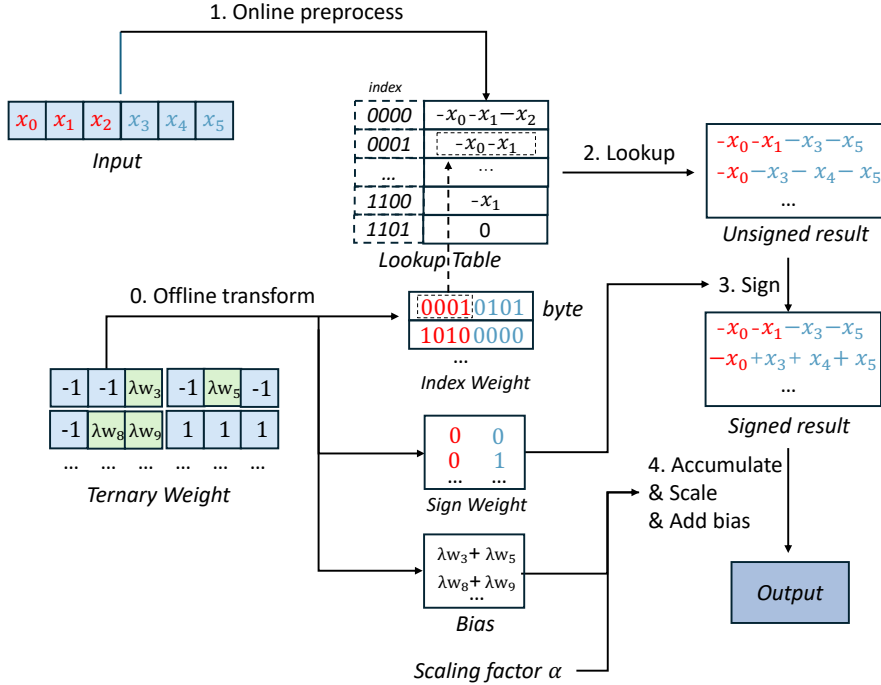 1. Online preprocess
x₀ x₁ x₂ x₃ x₄ x₅
Input
index
0000 -x₀-x₁−x₂
0001 -x₀-x₁
... ...
1100 -x₁
1101 0
Lookup Table
2. Lookup
-x₀-x₁−x₃−x₅
-x₀−x₃− x₄− x₅
...
Unsigned result
0. Offline transform
00010101
10100000
...
byte
Index Weight
3. Sign
-x₀-x₁−x₃−x₅
−x₀+x₃+ x₄+ x₅
...
Signed result
-1 -1 λw₃ -1 λw₅ -1
-1 λw₈ λw₉ 1 1 1
... ... ... ... ... ...
Ternary Weight
0 0
0 1
... ...
Sign Weight
4. Accumulate
& Scale
& Add bias
λw₃+ λw₅
λw₈+ λw₉
...
Bias
Output
Scaling factor α